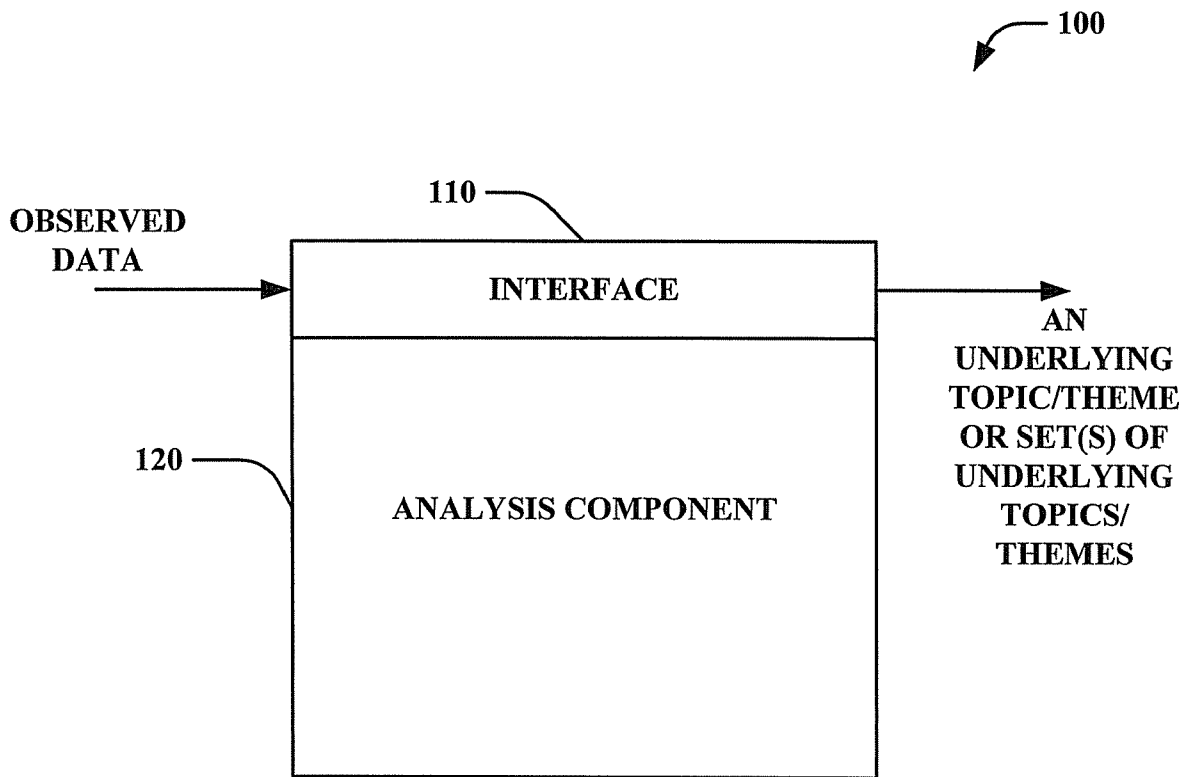 100
110
OBSERVED
DATA
INTERFACE
AN
UNDERLYING
TOPIC/THEME
OR SET(S) OF
UNDERLYING
TOPICS/
THEMES
120
ANALYSIS COMPONENT